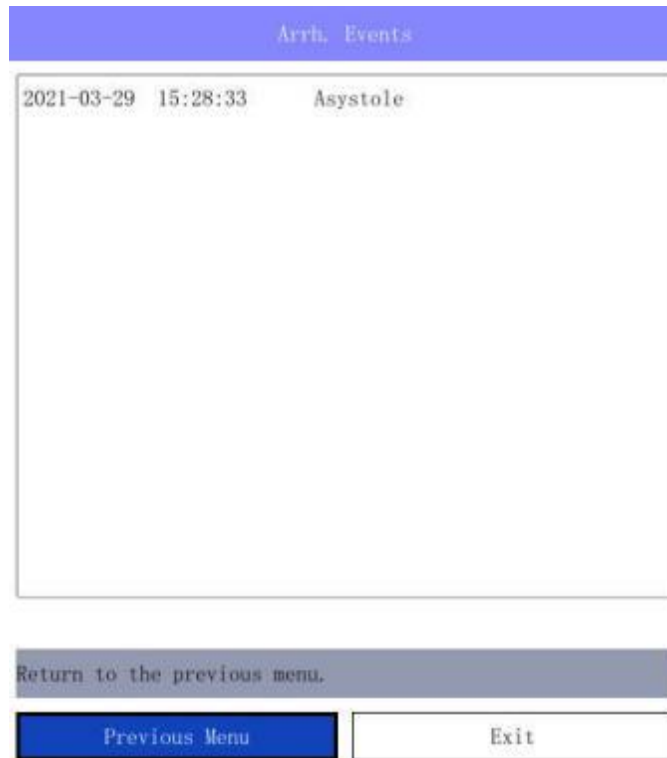 Arrh. Events
2021-03-29 15:28:33 Asystole
Return to the previous menu.
Previous Menu Exit